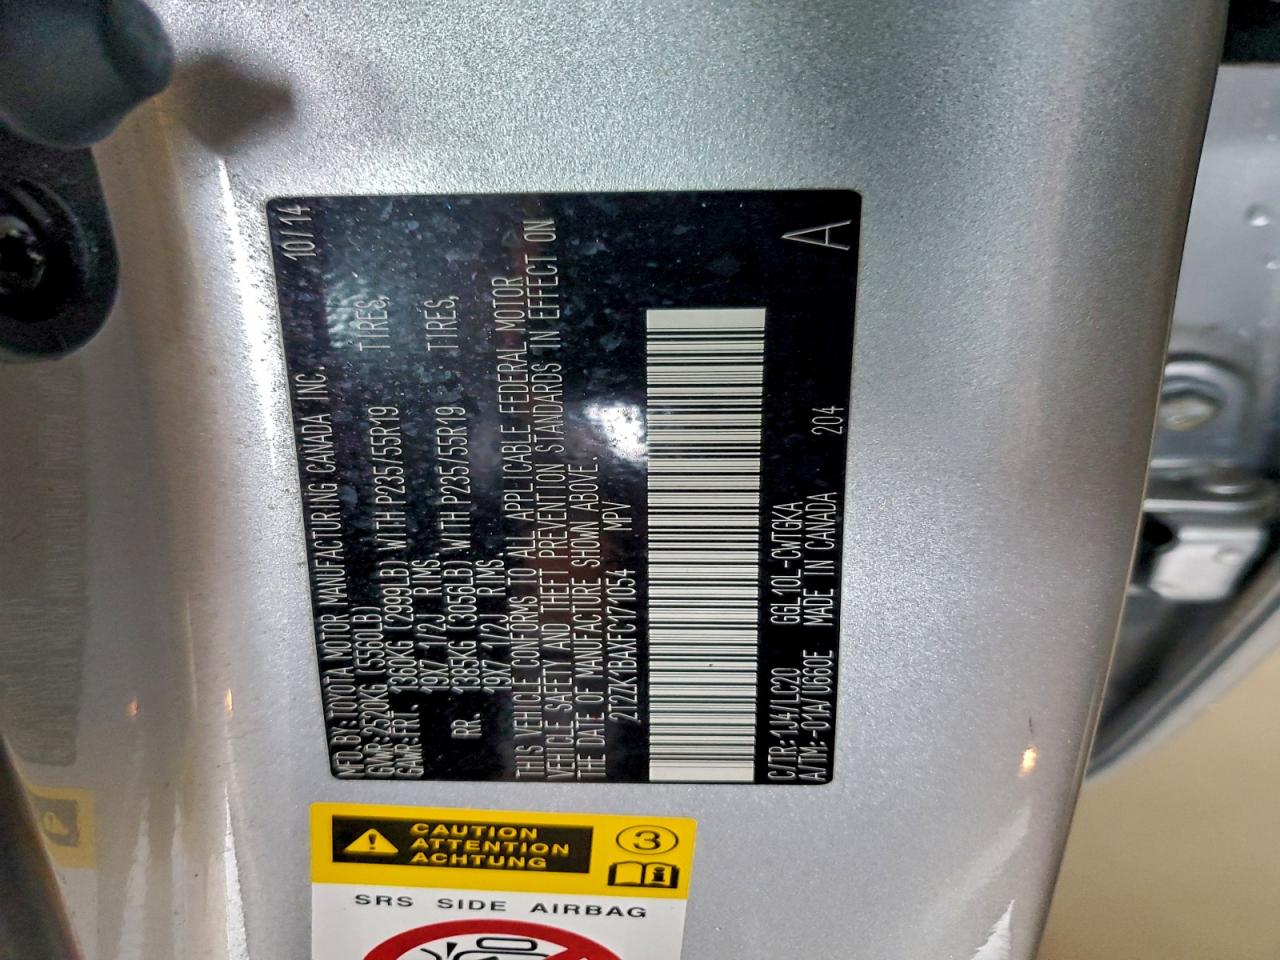 MFD.BY:TOYOTA MOTOR MANUFACTURING CANADA INC. 10/14
GVWR:2520KG (5560LB)
GAWR:FRT. 1360KG( 2999LB) WITH P235/55R19 TIRES,
19X7 1/2J RIMS,
RR. 1385KG( 3056LB) WITH P235/55R19 TIRES,
19X7 1/2J RIMS.
THIS VEHICLE CONFORMS TO ALL APPLICABLE FEDERAL MOTOR
VEHICLE SAFETY AND THEFT PREVENTION STANDARDS IN EFFECT ON
THE DATE OF MANUFACTURE SHOWN ABOVE.
2T2ZK1BAXFC171054 MPV
C/TR:1J4/LC20 GGL10L-CWTGKA A
A/TM:-01A/U660E MADE IN CANADA 204
CAUTION
ATTENTION
ACHTUNG
3
SRS SIDE AIRBAG